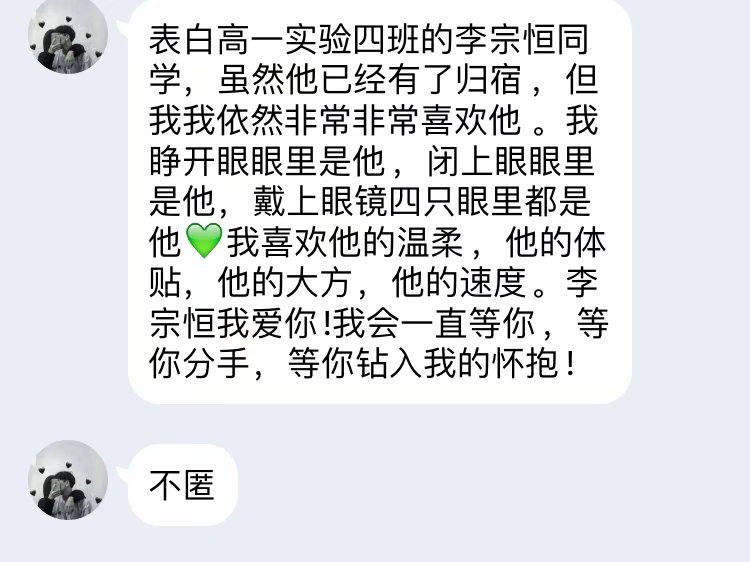 表白高一实验四班的李宗恒同
学，虽然他已经有了归宿，但
我我依然非常非常喜欢他。我
睁开眼眼里是他，闭上眼眼里
是他，戴上眼镜四只眼里都是
他💚我喜欢他的温柔，他的体
贴，他的大方，他的速度。李
宗恒我爱你!我会一直等你，等
你分手，等你钻入我的怀抱！
不匿